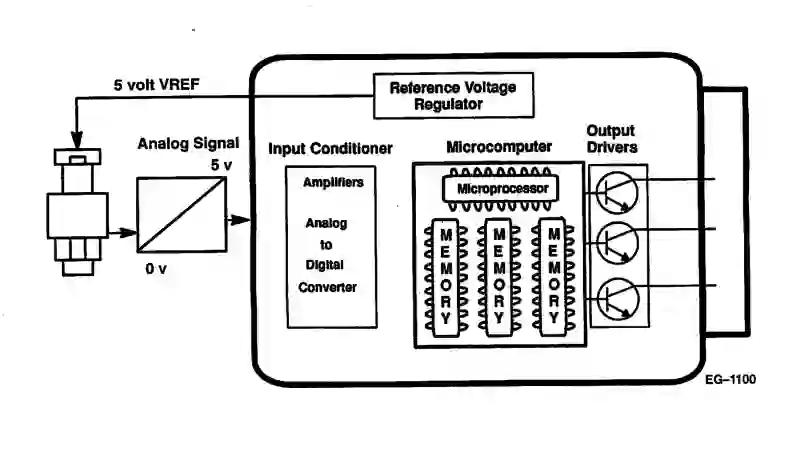 5 volt VREF
Reference Voltage
Regulator
Analog Signal
5 v
0 v
Input Conditioner
Amplifiers
Analog
to
Digital
Converter
Microcomputer
Microprocessor
MEMORY
MEMORY
MEMORY
Output
Drivers
EG–1100